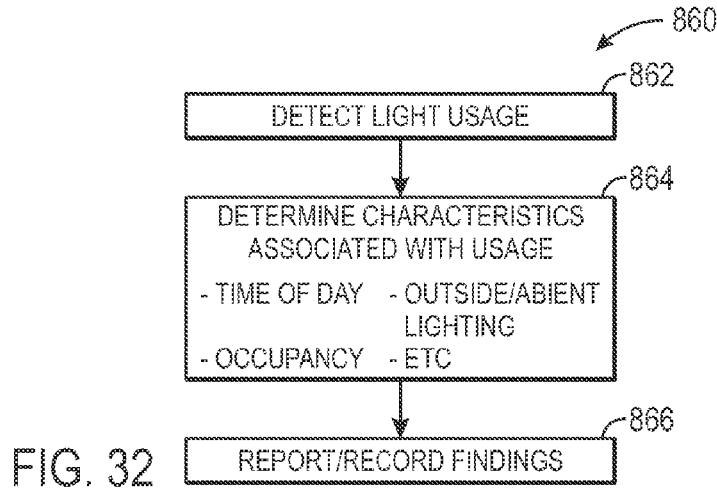 860
862
DETECT LIGHT USAGE
864
DETERMINE CHARACTERISTICS
ASSOCIATED WITH USAGE
- TIME OF DAY - OUTSIDE/ABIENT
LIGHTING
- OCCUPANCY - ETC
866
REPORT/RECORD FINDINGS
FIG. 32